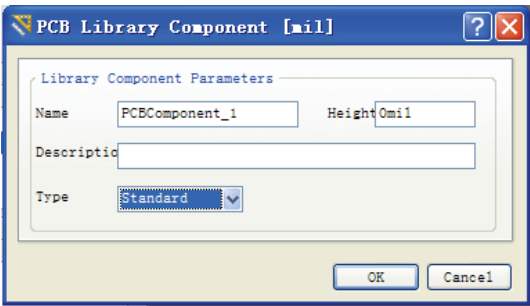 PCB Library Component [mil]
Library Component Parameters
Name PCBComponent_1 Height 0mil
Descriptio
Type Standard
OK Cancel